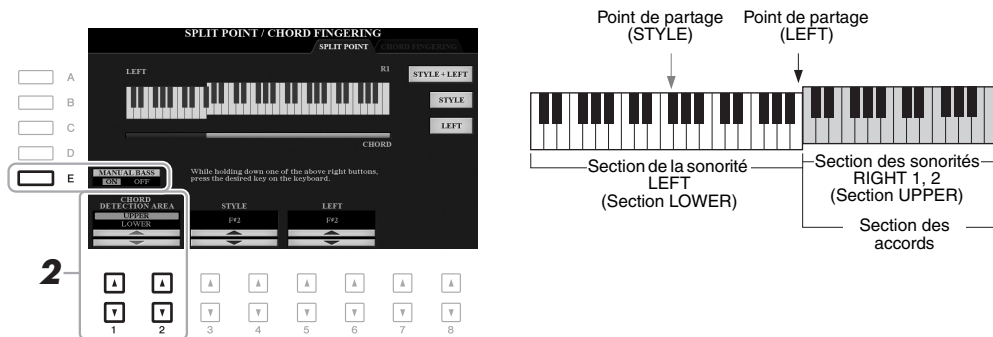 SPLIT POINT / CHORD FINGERING
SPLIT POINT
CHORD FINGERING
LEFT
R1
STYLE + LEFT
STYLE
LEFT
CHORD
A
B
C
D
E
MANUAL BASS
ON OFF
While holding down one of the above right buttons,
press the desired key on the keyboard.
CHORD
DETECTION AREA
UPPER
LOWER
STYLE
F#2
LEFT
F#2
2
1 2 3 4 5 6 7 8
Point de partage
(STYLE)
Point de partage
(LEFT)
Section de la sonorité
LEFT
(Section LOWER)
Section des sonorités
RIGHT 1, 2
(Section UPPER)
Section des
accords